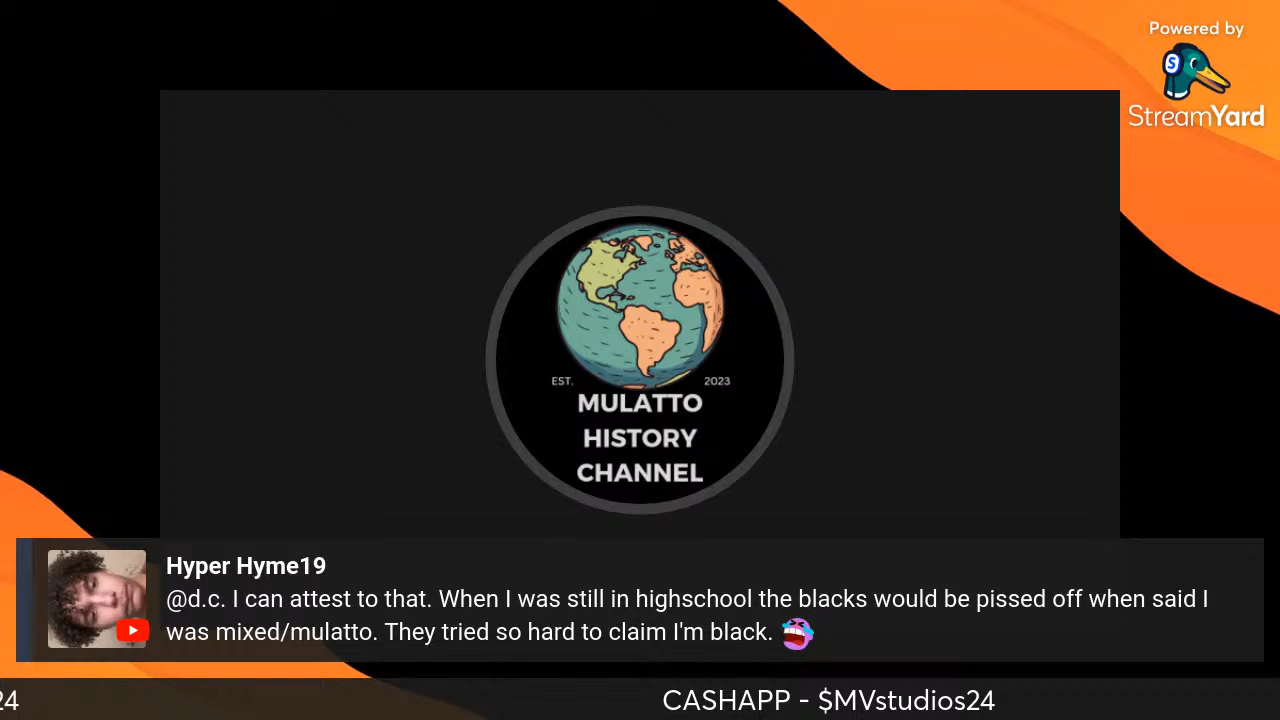 Powered by
S
StreamYard
EST.
2023
MULATTO
HISTORY
CHANNEL
Hyper Hyme19
@d.c. I can attest to that. When I was still in highschool the blacks would be pissed off when said I
was mixed/mulatto. They tried so hard to claim I'm black.
24
CASHAPP - $MVstudios24